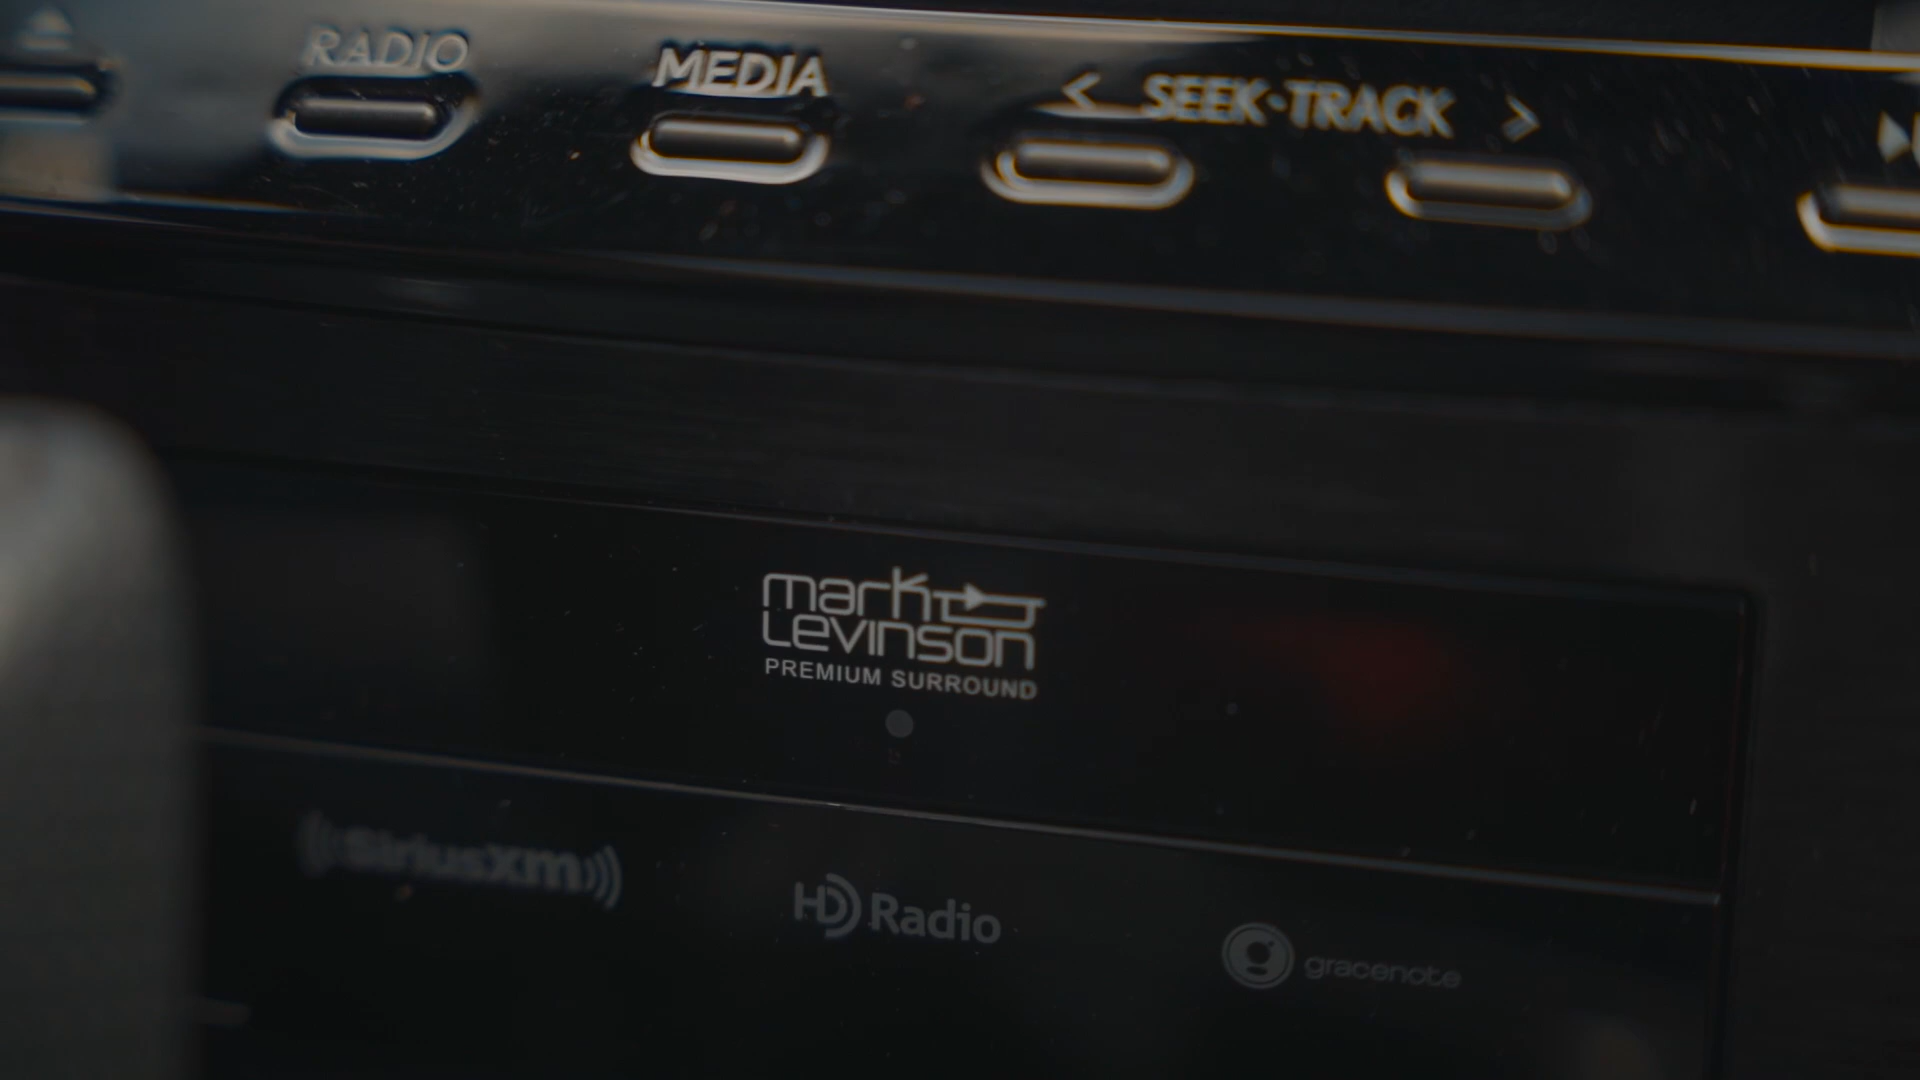 RADIO
MEDIA
< SEEK•TRACK >
mark
Levinson
PREMIUM SURROUND
((SiriusXM))
HD Radio
gracenote